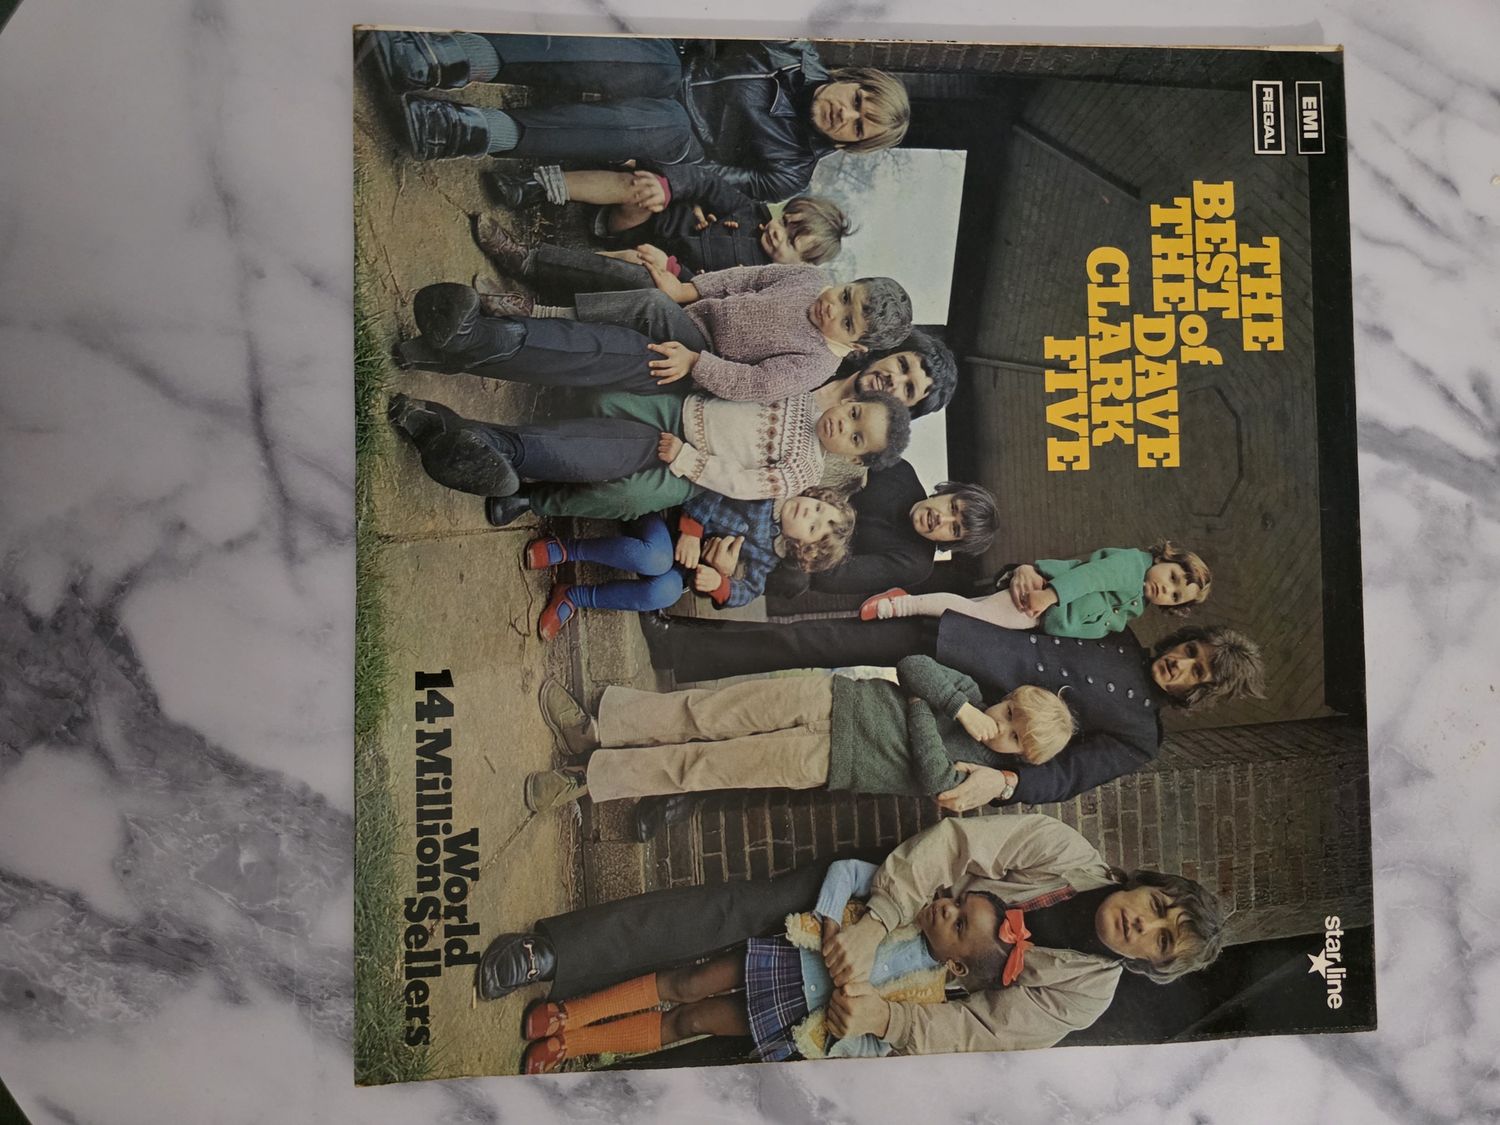 EMI
REGAL
THE
BEST of
THE DAVE
CLARK
FIVE
starline
World
14 Million Sellers